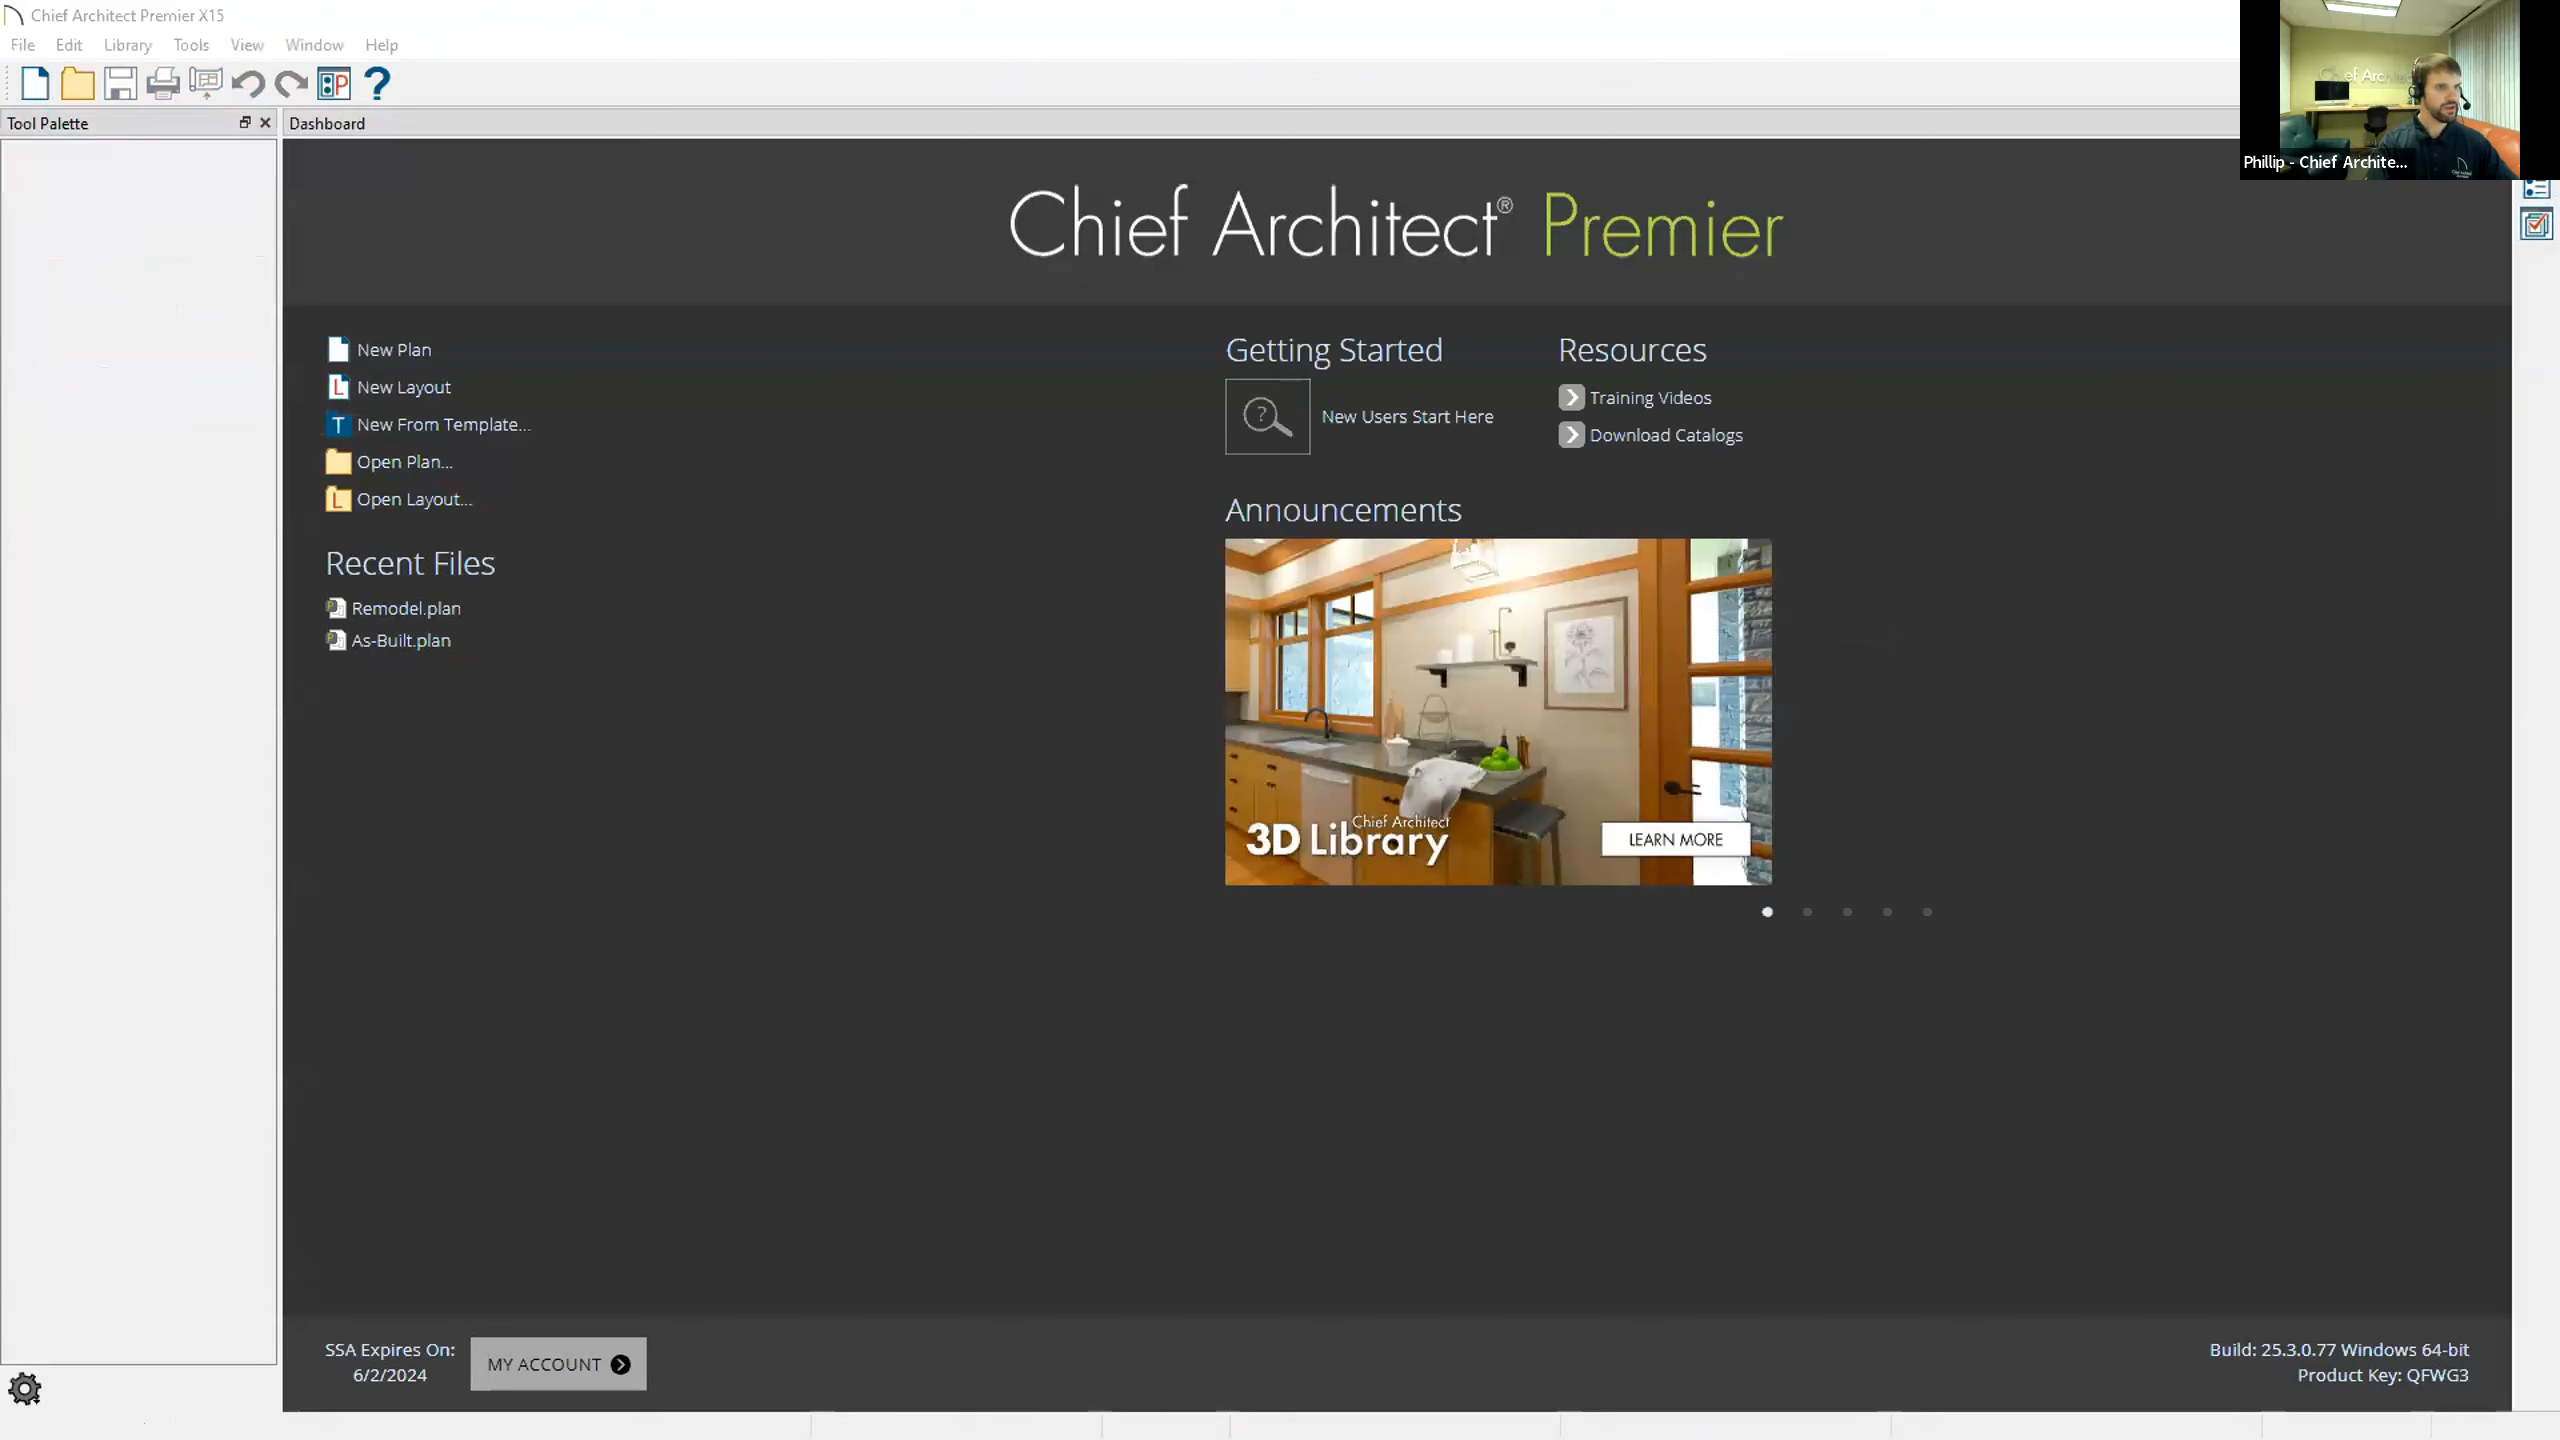 Chief Architect Premier X15
File Edit Library Tools View Window Help
Tool Palette
Dashboard
Phillip - Chief Archite...
Chief Architect® Premier
New Plan
New Layout
New From Template...
Open Plan...
Open Layout...
Recent Files
Remodel.plan
As-Built.plan
Getting Started
New Users Start Here
Resources
Training Videos
Download Catalogs
Announcements
Chief Architect
3D Library
LEARN MORE
SSA Expires On:
6/2/2024
MY ACCOUNT
Build: 25.3.0.77 Windows 64-bit
Product Key: QFWG3